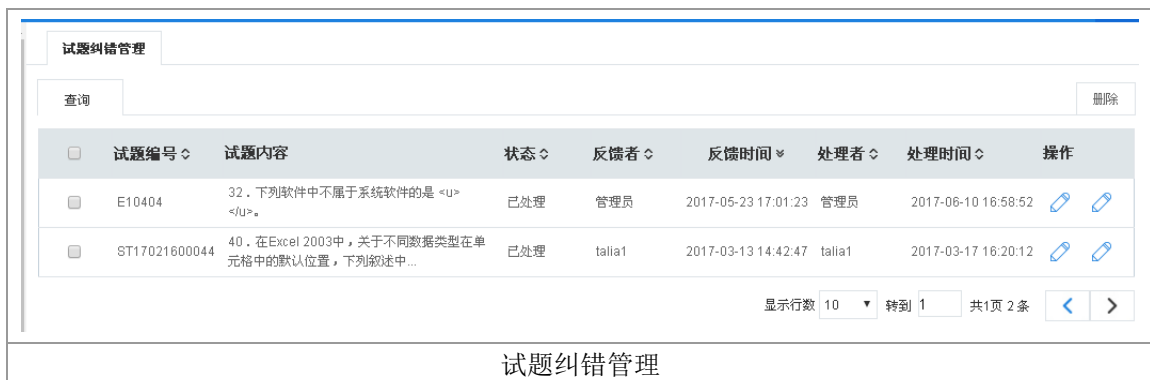 试题纠错管理
查询
删除
试题编号 试题内容 状态 反馈者 反馈时间 处理者 处理时间 操作
E10404 32．下列软件中不属于系统软件的是 <u> 已处理 管理员 2017-05-23 17:01:23 管理员 2017-06-10 16:58:52
</u>。
ST17021600044 40．在Excel 2003中，关于不同数据类型在单 已处理 talia1 2017-03-13 14:42:47 talia1 2017-03-17 16:20:12
元格中的默认位置，下列叙述中...
显示行数 10 转到 1 共1页 2 条
试题纠错管理